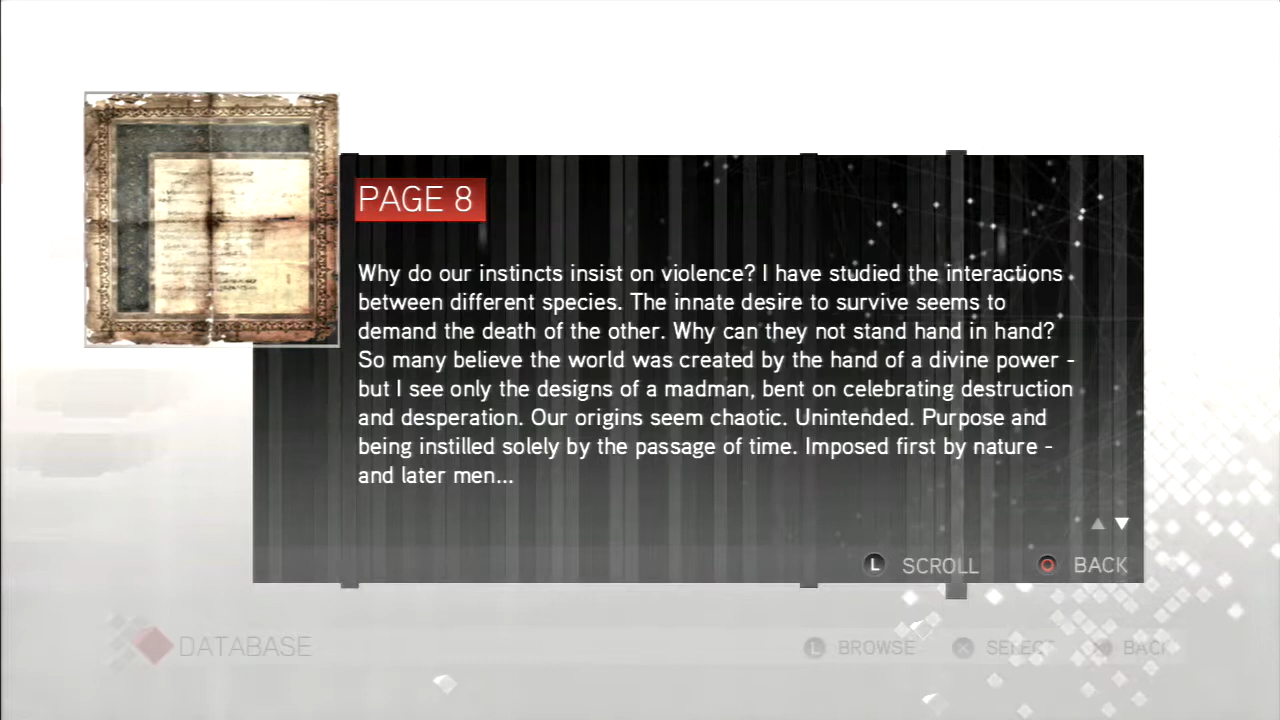 PAGE 8
Why do our instincts insist on violence? I have studied the interactions
between different species. The innate desire to survive seems to
demand the death of the other. Why can they not stand hand in hand?
So many believe the world was created by the hand of a divine power -
but I see only the designs of a madman, bent on celebrating destruction
and desperation. Our origins seem chaotic. Unintended. Purpose and
being instilled solely by the passage of time. Imposed first by nature -
and later men...
L SCROLL O BACK
DATABASE
L BROWSE X SELECT BACK